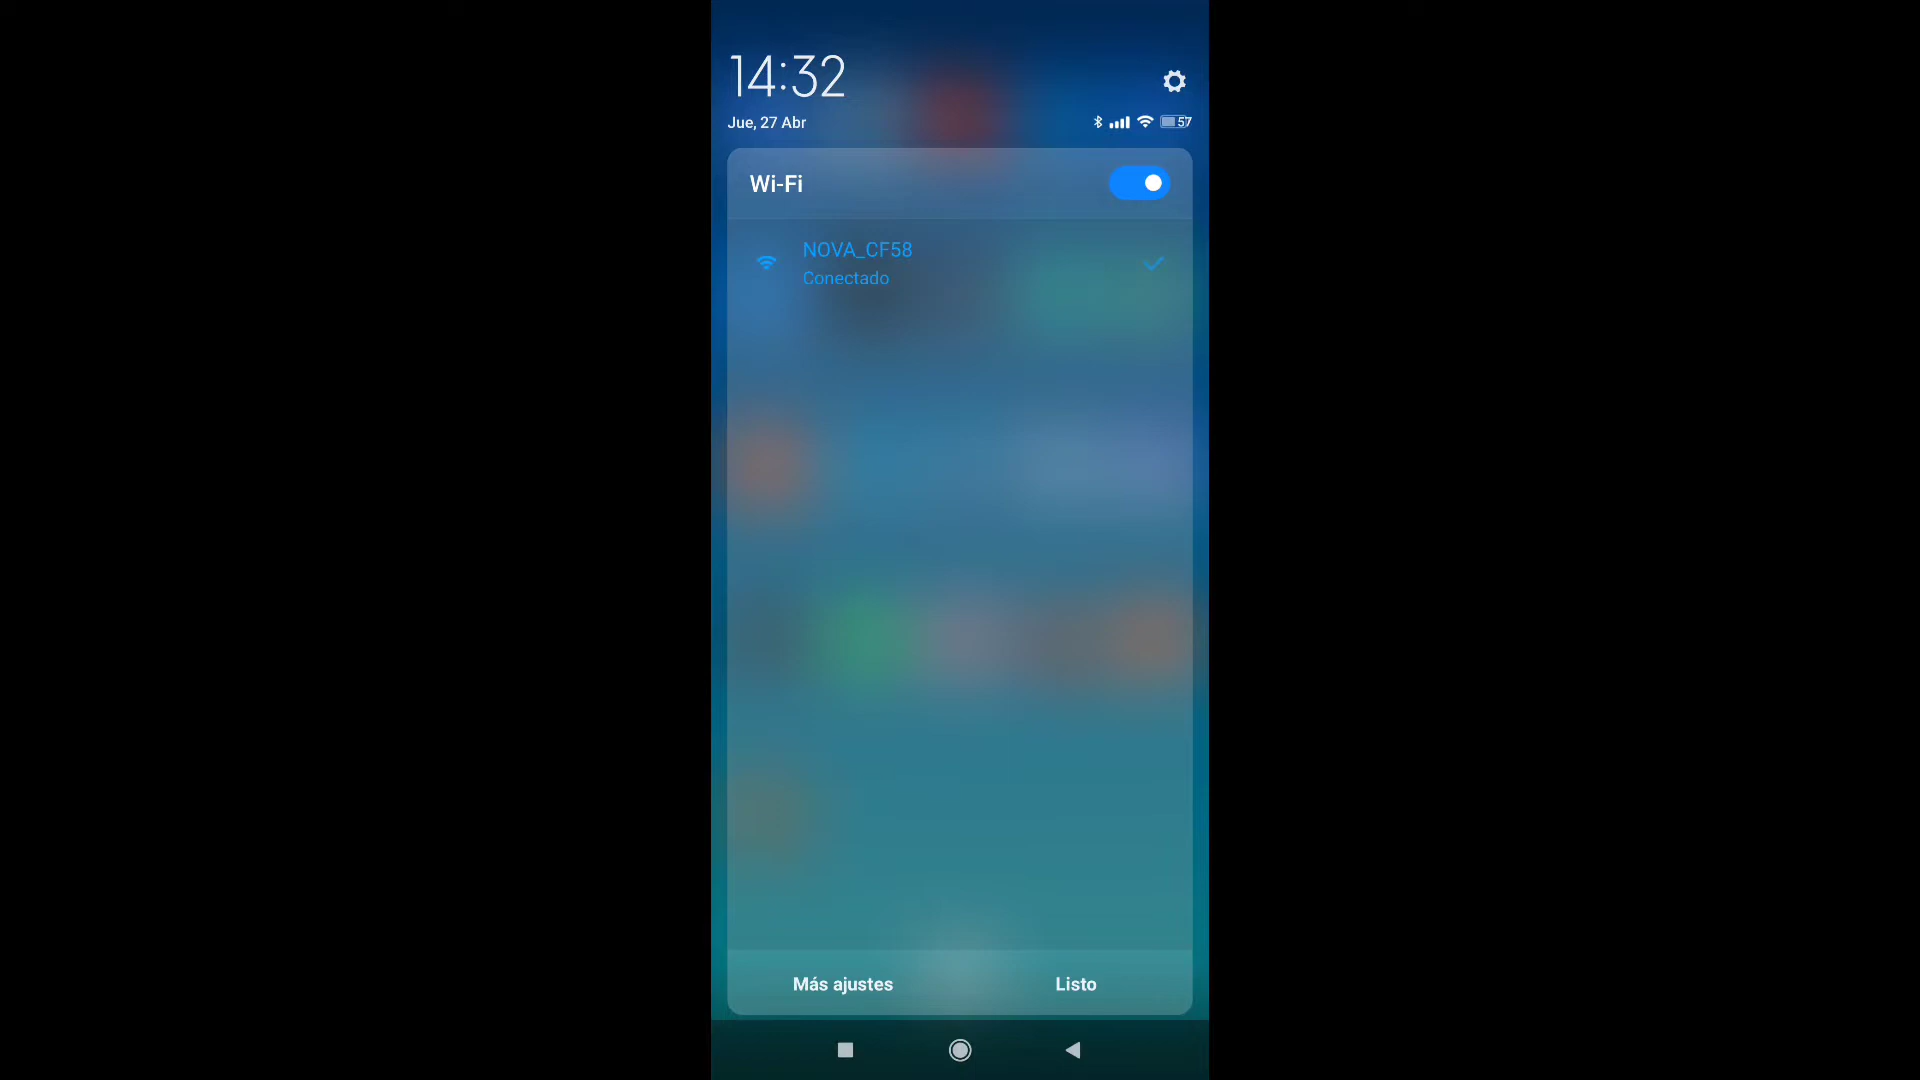 14:32
Jue, 27 Abr
57
Wi-Fi
NOVA_CF58
Conectado
Más ajustes
Listo